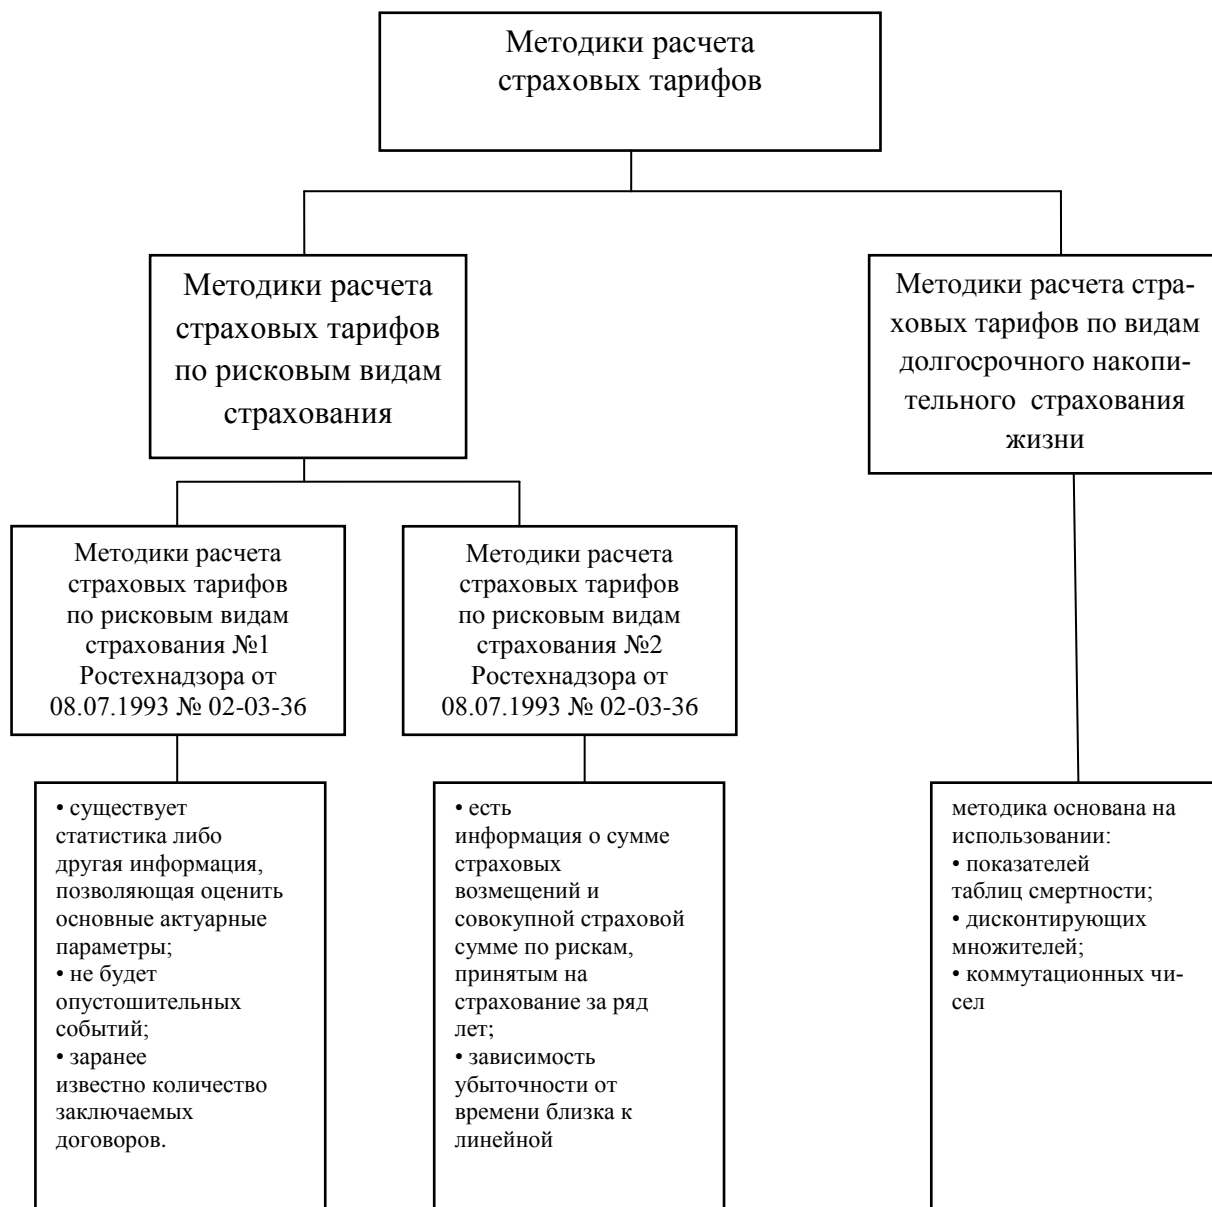 Методики расчета
страховых тарифов
Методики расчета
страховых тарифов
по рисковым видам
страхования
Методики расчета стра-
ховых тарифов по видам
долгосрочного накопи-
тельного страхования
жизни
Методики расчета
страховых тарифов
по рисковым видам
страхования №1
Ростехнадзора от
08.07.1993 № 02-03-36
Методики расчета
страховых тарифов
по рисковым видам
страхования №2
Ростехнадзора от
08.07.1993 № 02-03-36
• существует
статистика либо
другая информация,
позволяющая оценить
основные актуарные
параметры;
• не будет
опустошительных
событий;
• заранее
известно количество
заключаемых
договоров.
• есть
информация о сумме
страховых
возмещений и
совокупной страховой
сумме по рискам,
принятым на
страхование за ряд
лет;
• зависимость
убыточности от
времени близка к
линейной
методика основана на
использовании:
• показателей
таблиц смертности;
• дисконтирующих
множителей;
• коммутационных чи-
сел